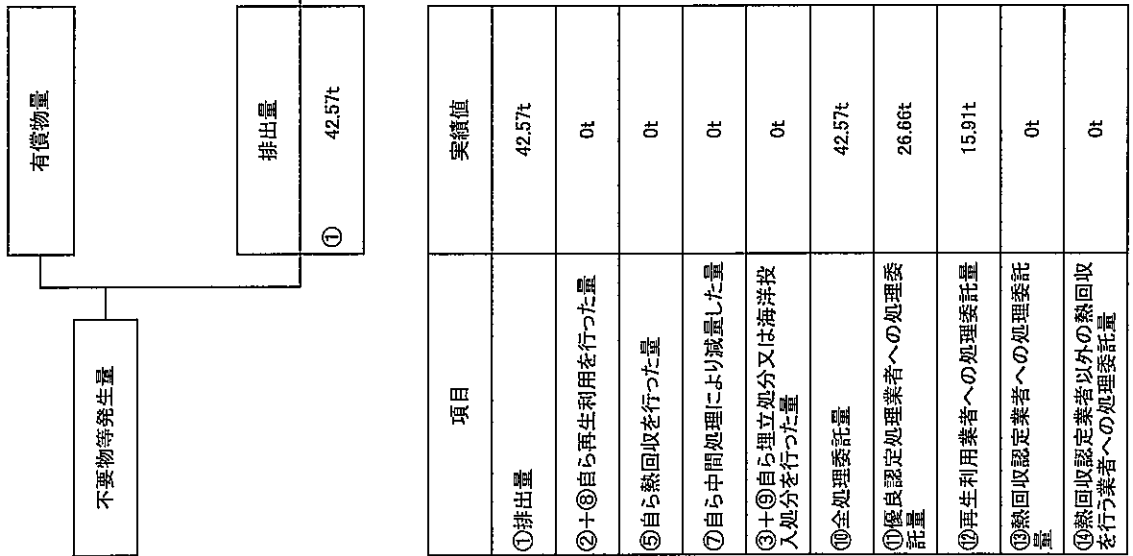 不要物等発生量
有償物量
排出量
① 42.57t
項目 実績値
①排出量 42.57t
②＋⑧自ら再生利用を行った量 0t
⑤自ら熱回収を行った量 0t
⑦自ら中間処理により減量した量 0t
③＋⑨自ら埋立処分又は海洋投
入処分を行った量 0t
⑩全処理委託量 42.57t
⑪優良認定処理業者への処理委
託量 26.66t
⑫再生利用業者への処理委託量 15.91t
⑬熱回収認定業者への処理委託
量 0t
⑭熱回収認定業者以外の熱回収
を行う業者への処理委託量 0t